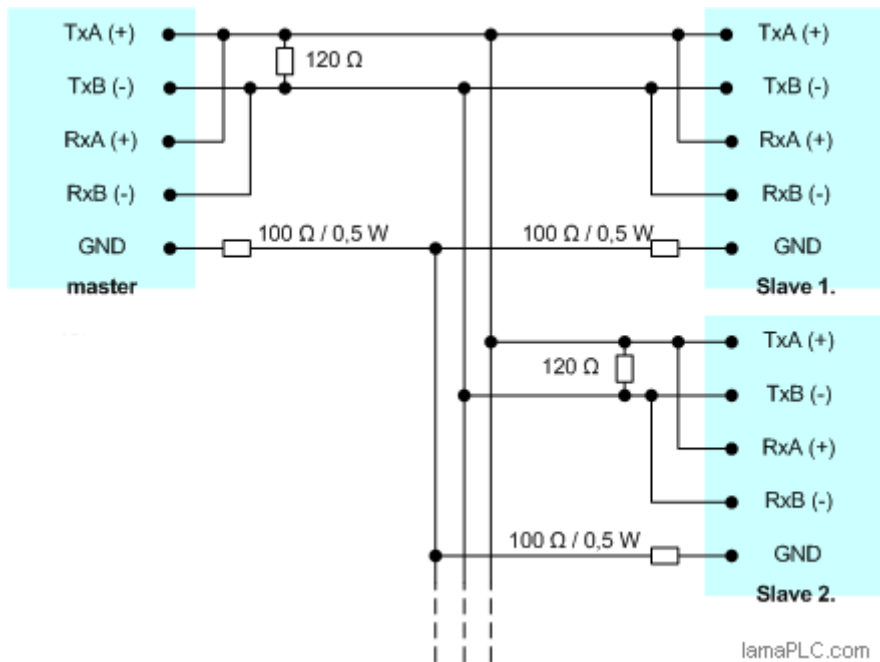 TxA (+)
TxB (-)
RxA (+)
RxB (-)
GND
master
120 Ω
100 Ω / 0,5 W
100 Ω / 0,5 W
TxA (+)
TxB (-)
RxA (+)
RxB (-)
GND
Slave 1.
120 Ω
100 Ω / 0,5 W
TxA (+)
TxB (-)
RxA (+)
RxB (-)
GND
Slave 2.
lamaPLC.com